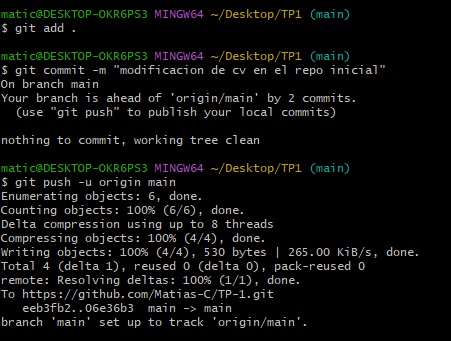 matic@DESKTOP-OKR6PS3 MINGW64 ~/Desktop/TP1 (main)
$ git add .
matic@DESKTOP-OKR6PS3 MINGW64 ~/Desktop/TP1 (main)
$ git commit -m "modificacion de cv en el repo inicial"
On branch main
Your branch is ahead of 'origin/main' by 2 commits.
  (use "git push" to publish your local commits)
nothing to commit, working tree clean
matic@DESKTOP-OKR6PS3 MINGW64 ~/Desktop/TP1 (main)
$ git push -u origin main
Enumerating objects: 6, done.
Counting objects: 100% (6/6), done.
Delta compression using up to 8 threads
Compressing objects: 100% (4/4), done.
Writing objects: 100% (4/4), 530 bytes | 265.00 KiB/s, done.
Total 4 (delta 1), reused 0 (delta 0), pack-reused 0
remote: Resolving deltas: 100% (1/1), done.
To https://github.com/Matias-C/TP-1.git
   eeb3fb2..06e36b3  main -> main
branch 'main' set up to track 'origin/main'.